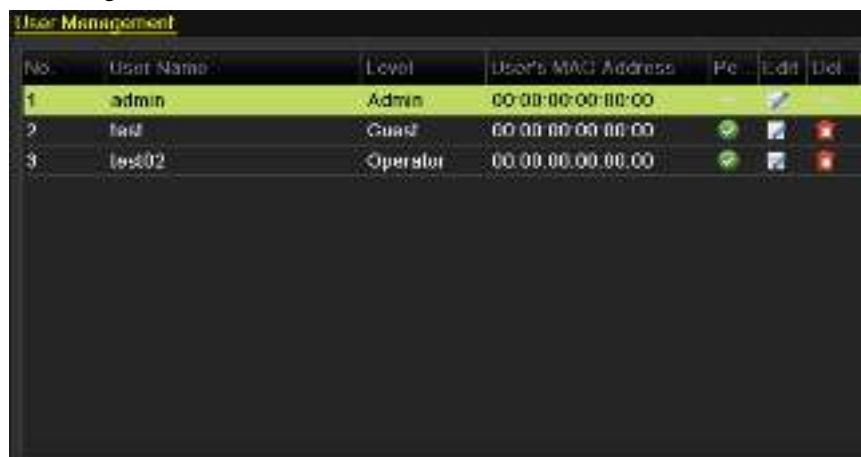 User Management
No. User Name Level User's MAC Address Pe... Edit Del...
1 admin Admin 00:00:00:00:00:00
2 test Guest 00:00:00:00:00:00
3 test02 Operator 00:00:00:00:00:00